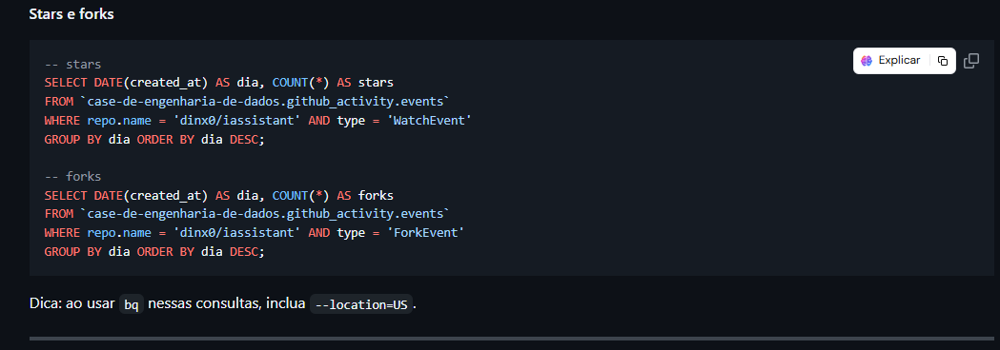 Stars e forks
-- stars
Explicar
SELECT DATE(created_at) AS dia, COUNT(*) AS stars
FROM `case-de-engenharia-de-dados.github_activity.events`
WHERE repo.name = 'dinx0/iassistant' AND type = 'WatchEvent'
GROUP BY dia ORDER BY dia DESC;
-- forks
SELECT DATE(created_at) AS dia, COUNT(*) AS forks
FROM `case-de-engenharia-de-dados.github_activity.events`
WHERE repo.name = 'dinx0/iassistant' AND type = 'ForkEvent'
GROUP BY dia ORDER BY dia DESC;
Dica: ao usar bq nessas consultas, inclua --location=US.